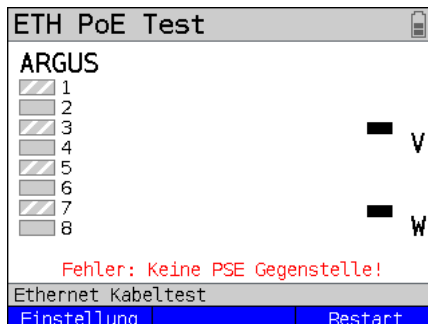 ETH PoE Test
ARGUS
1
2
3
4
V
5
6
7
8
W
Fehler: Keine PSE Gegenstelle!
Ethernet Kabeltest
Einstellung Restart